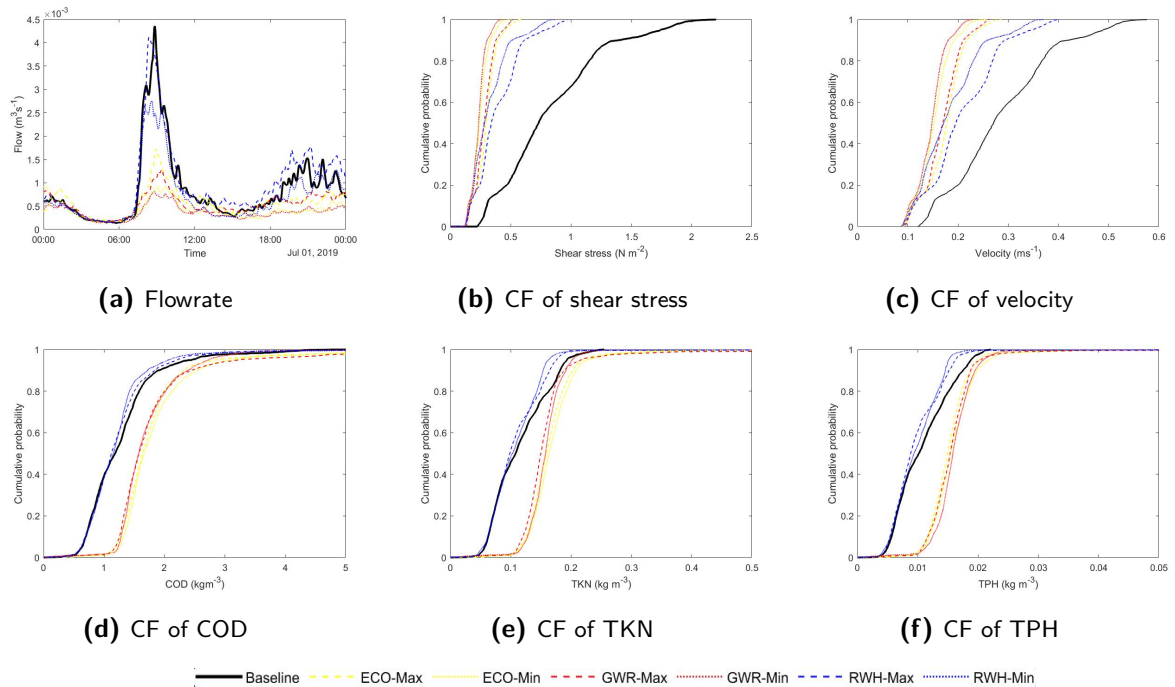 ×10⁻³
4.5
4
3.5
3
2.5
2
1.5
1
0.5
0
Flow (m³s⁻¹)
00:00 06:00 12:00 18:00 00:00
Time
Jul 01, 2019
(a) Flowrate
1
0.8
0.6
0.4
0.2
0
Cumulative probability
0 0.5 1 1.5 2 2.5
Shear stress (N m⁻²)
(b) CF of shear stress
1
0.8
0.6
0.4
0.2
0
Cumulative probability
0 0.1 0.2 0.3 0.4 0.5 0.6
Velocity (ms⁻¹)
(c) CF of velocity
1
0.8
0.6
0.4
0.2
0
Cumulative probability
0 1 2 3 4 5
COD (kgm⁻³)
(d) CF of COD
1
0.8
0.6
0.4
0.2
0
Cumulative probability
0 0.1 0.2 0.3 0.4 0.5
TKN (kg m⁻³)
(e) CF of TKN
1
0.8
0.6
0.4
0.2
0
Cumulative probability
0 0.01 0.02 0.03 0.04 0.05
TPH (kg m⁻³)
(f) CF of TPH
Baseline ECO-Max ECO-Min GWR-Max GWR-Min RWH-Max RWH-Min